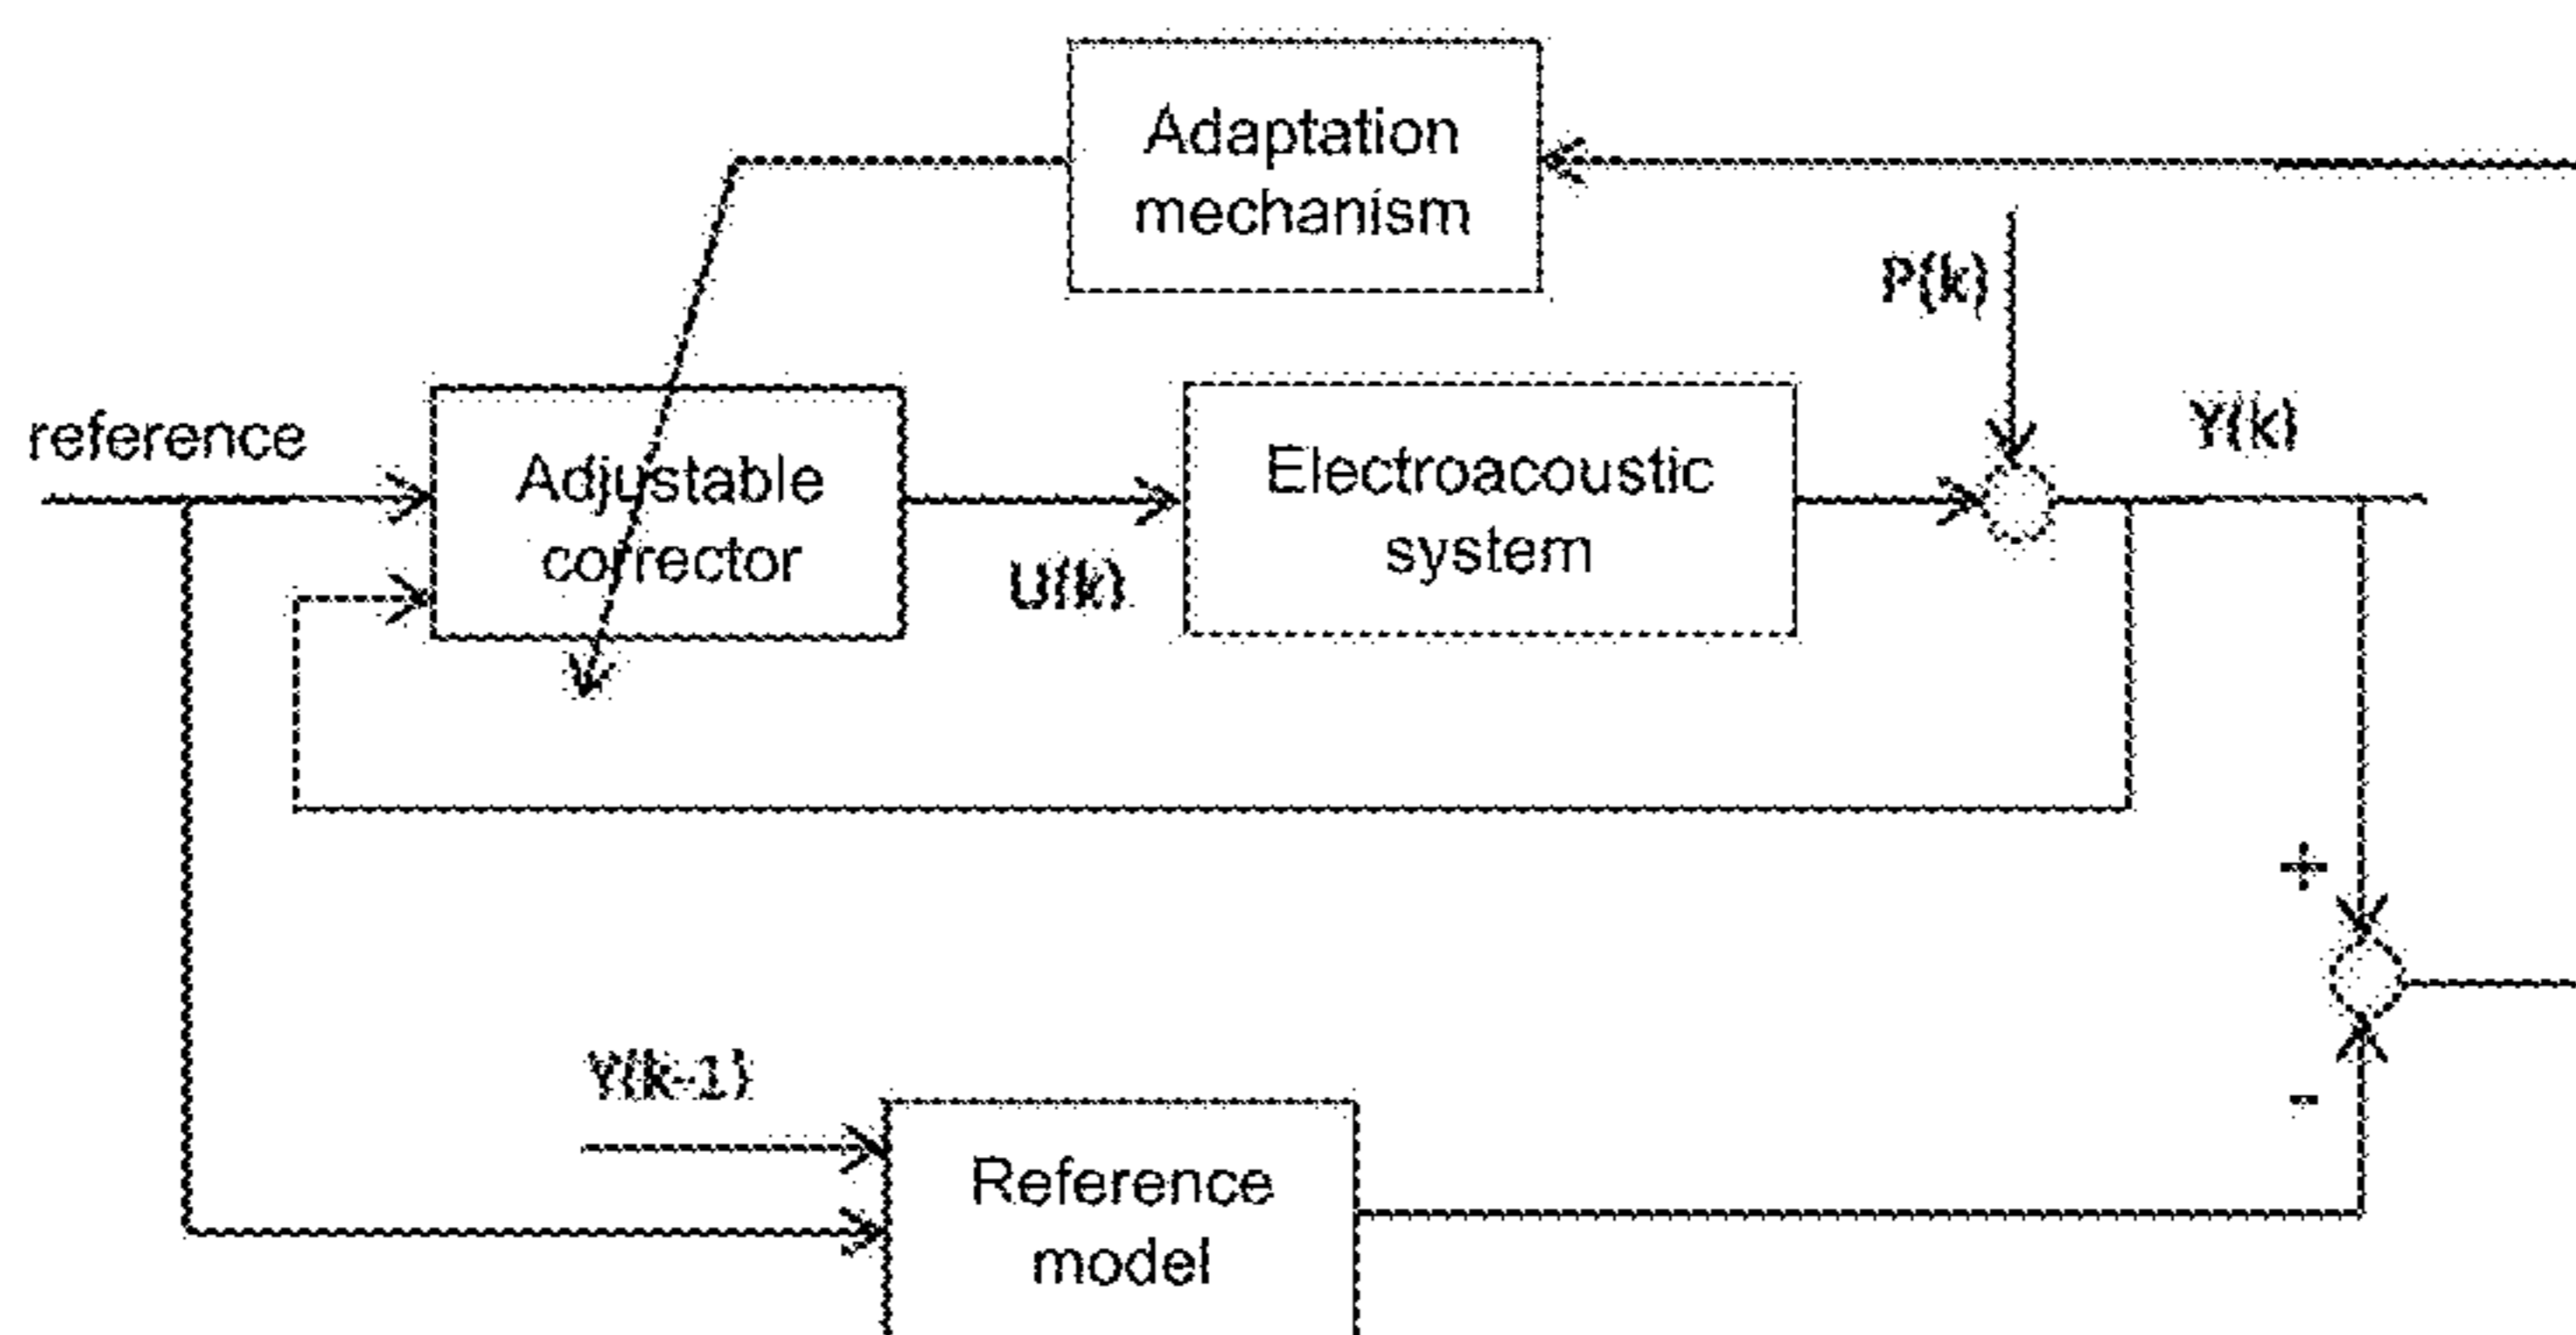 Adaptation
mechanism
P(k)
reference
Adjustable
corrector
U(k)
Electroacoustic
system
Y(k)
+
-
Y(k-1)
Reference
model